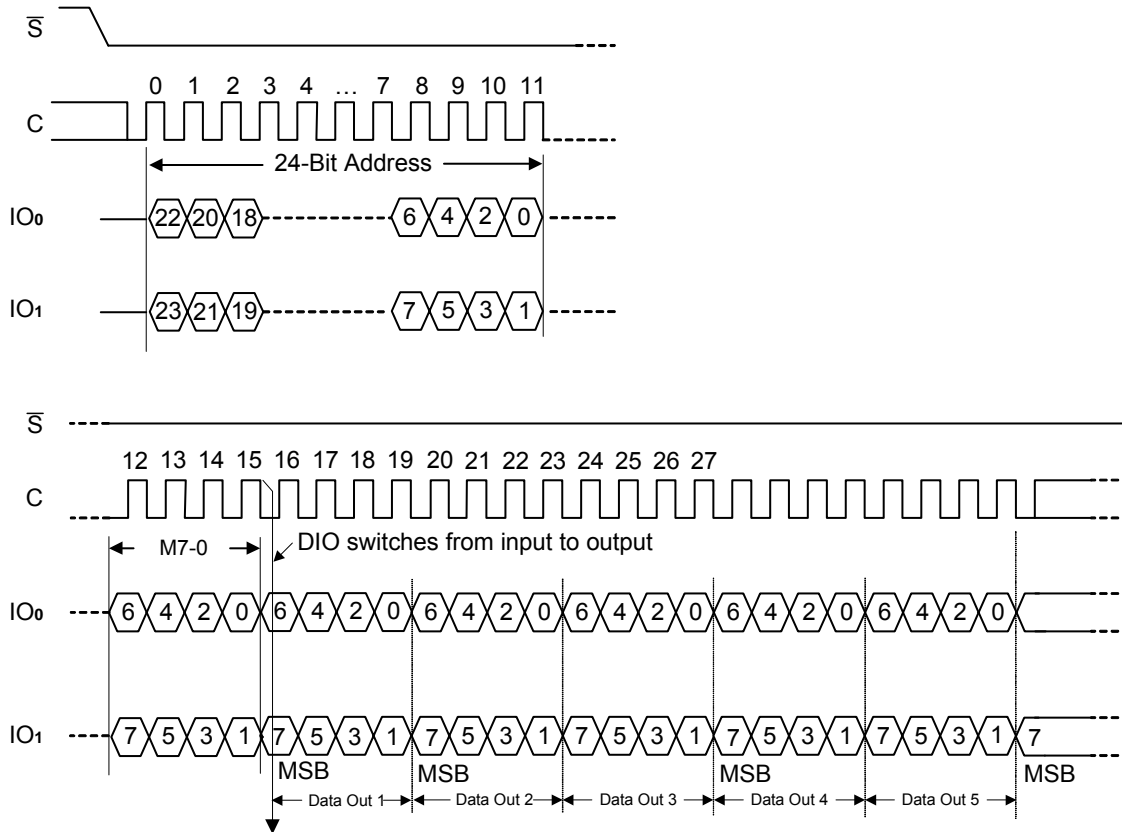 S
0 1 2 3 4 ... 7 8 9 10 11
C
24-Bit Address
IO0 22 20 18 6 4 2 0
IO1 23 21 19 7 5 3 1
S
12 13 14 15 16 17 18 19 20 21 22 23 24 25 26 27
C
M7-0 DIO switches from input to output
IO0 6 4 2 0 6 4 2 0 6 4 2 0 6 4 2 0 6 4 2 0 6 4 2 0
IO1 7 5 3 1 7 5 3 1 7 5 3 1 7 5 3 1 7 5 3 1 7 5 3 1 7
MSB MSB MSB MSB
Data Out 1 Data Out 2 Data Out 3 Data Out 4 Data Out 5